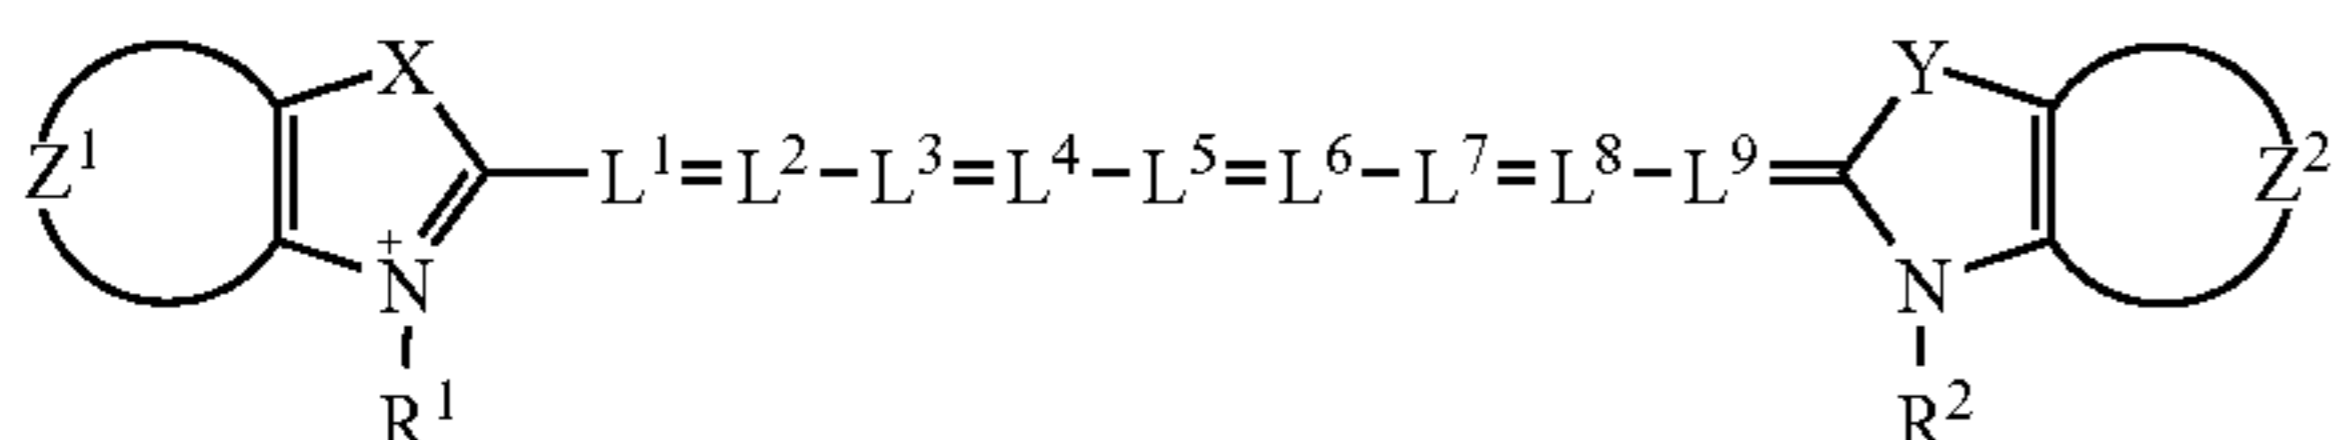 X Y
Z¹ L¹=L²–L³=L⁴–L⁵=L⁶–L⁷=L⁸–L⁹= Z²
+
N N
R¹ R²